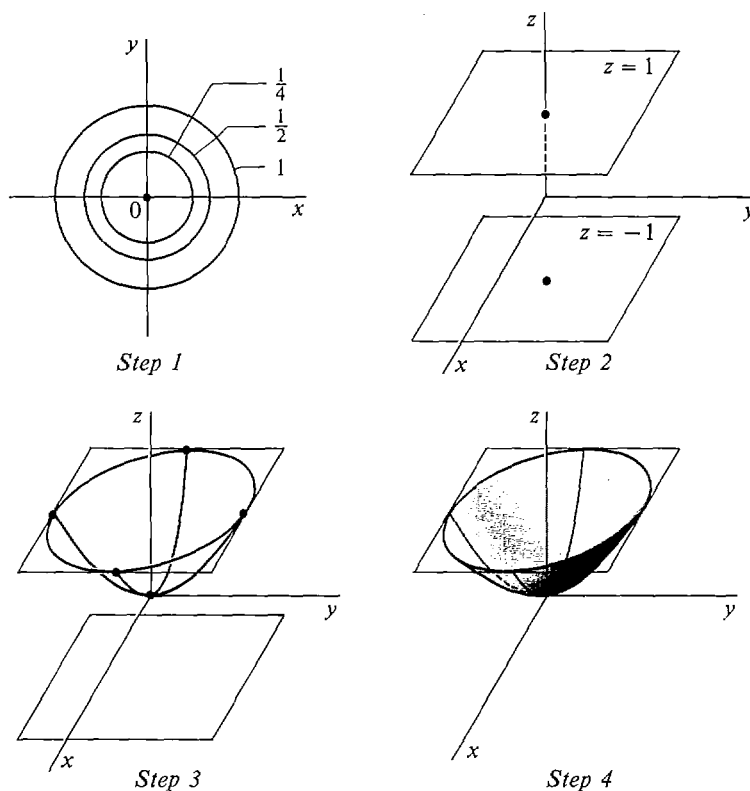 y
1/4
1/2
1
0
x
Step 1
z
z = 1
y
z = −1
x
Step 2
z
y
x
Step 3
z
y
x
Step 4